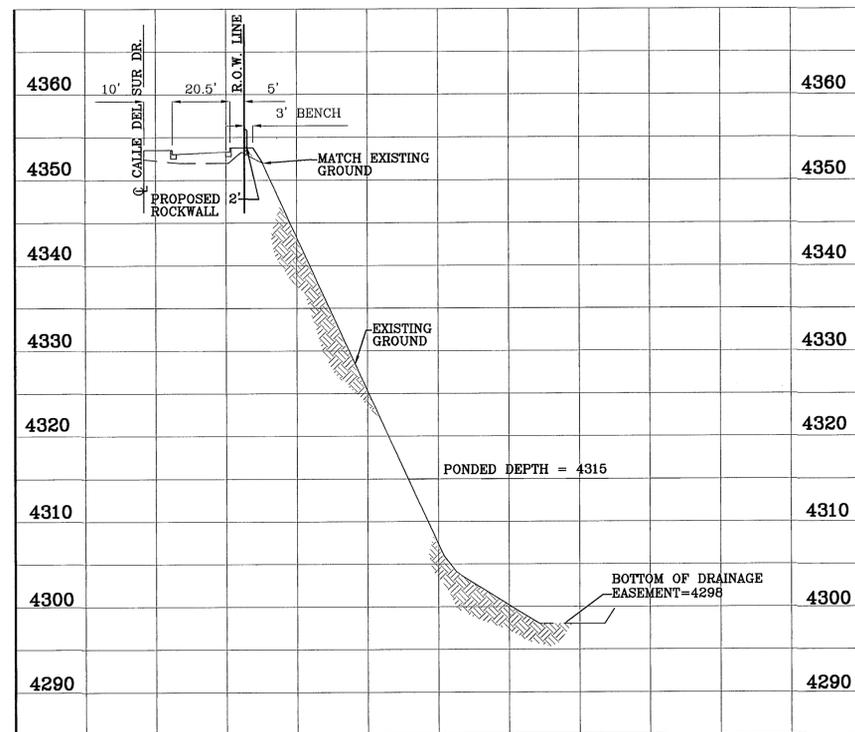 ℄ CALLE DEL SUR DR.
R.O.W. LINE
4360
10'
20.5'
5'
4360
3' BENCH
4350
MATCH EXISTING
GROUND
4350
PROPOSED
ROCKWALL
2'
4340
4340
4330
EXISTING
GROUND
4330
4320
4320
PONDED DEPTH = 4315
4310
4310
BOTTOM OF DRAINAGE
EASEMENT=4298
4300
4300
4290
4290